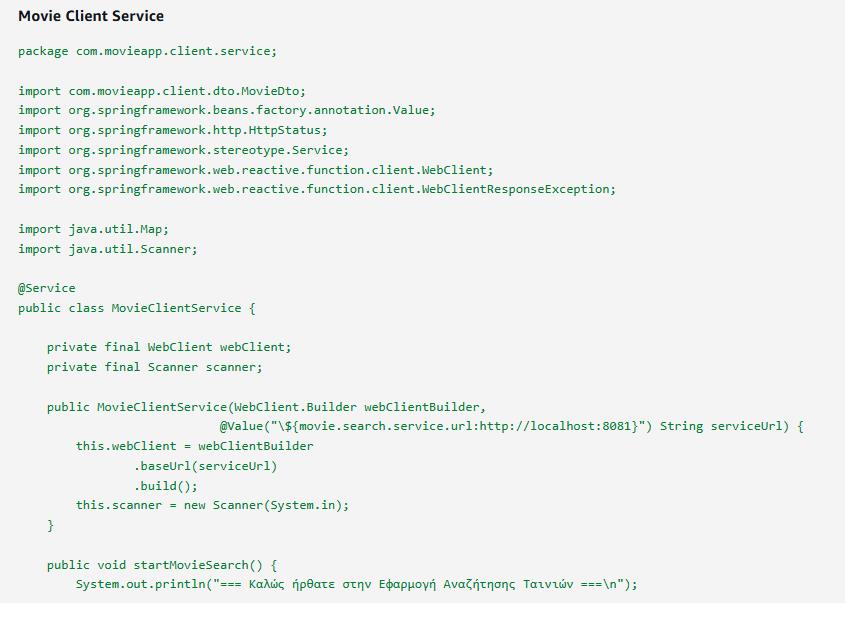 Movie Client Service
package com.movieapp.client.service;
import com.movieapp.client.dto.MovieDto;
import org.springframework.beans.factory.annotation.Value;
import org.springframework.http.HttpStatus;
import org.springframework.stereotype.Service;
import org.springframework.web.reactive.function.client.WebClient;
import org.springframework.web.reactive.function.client.WebClientResponseException;
import java.util.Map;
import java.util.Scanner;
@Service
public class MovieClientService {
    private final WebClient webClient;
    private final Scanner scanner;
    public MovieClientService(WebClient.Builder webClientBuilder,
                            @Value("\${movie.search.service.url:http://localhost:8081}") String serviceUrl) {
        this.webClient = webClientBuilder
                .baseUrl(serviceUrl)
                .build();
        this.scanner = new Scanner(System.in);
    }
    public void startMovieSearch() {
        System.out.println("=== Καλώς ήρθατε στην Εφαρμογή Αναζήτησης Ταινιών ===\n");